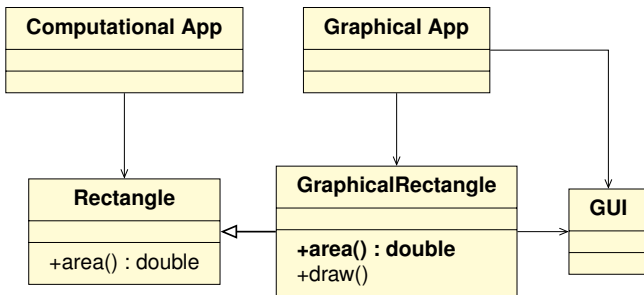 Computational App
Graphical App
Rectangle
+area() : double
GraphicalRectangle
+area() : double
+draw()
GUI